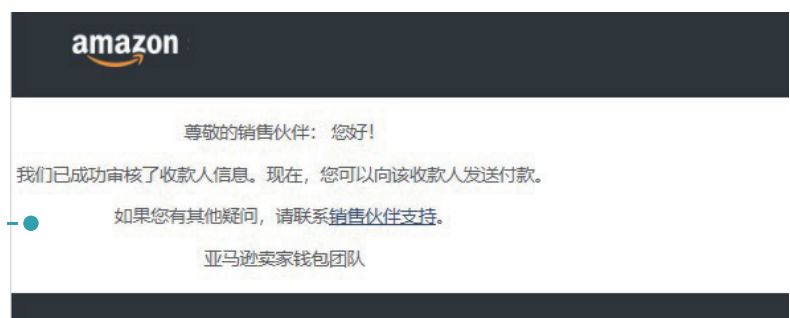 amazon
尊敬的销售伙伴： 您好！
我们已成功审核了收款人信息。现在，您可以向该收款人发送付款。
如果您有其他疑问，请联系销售伙伴支持。
亚马逊卖家钱包团队